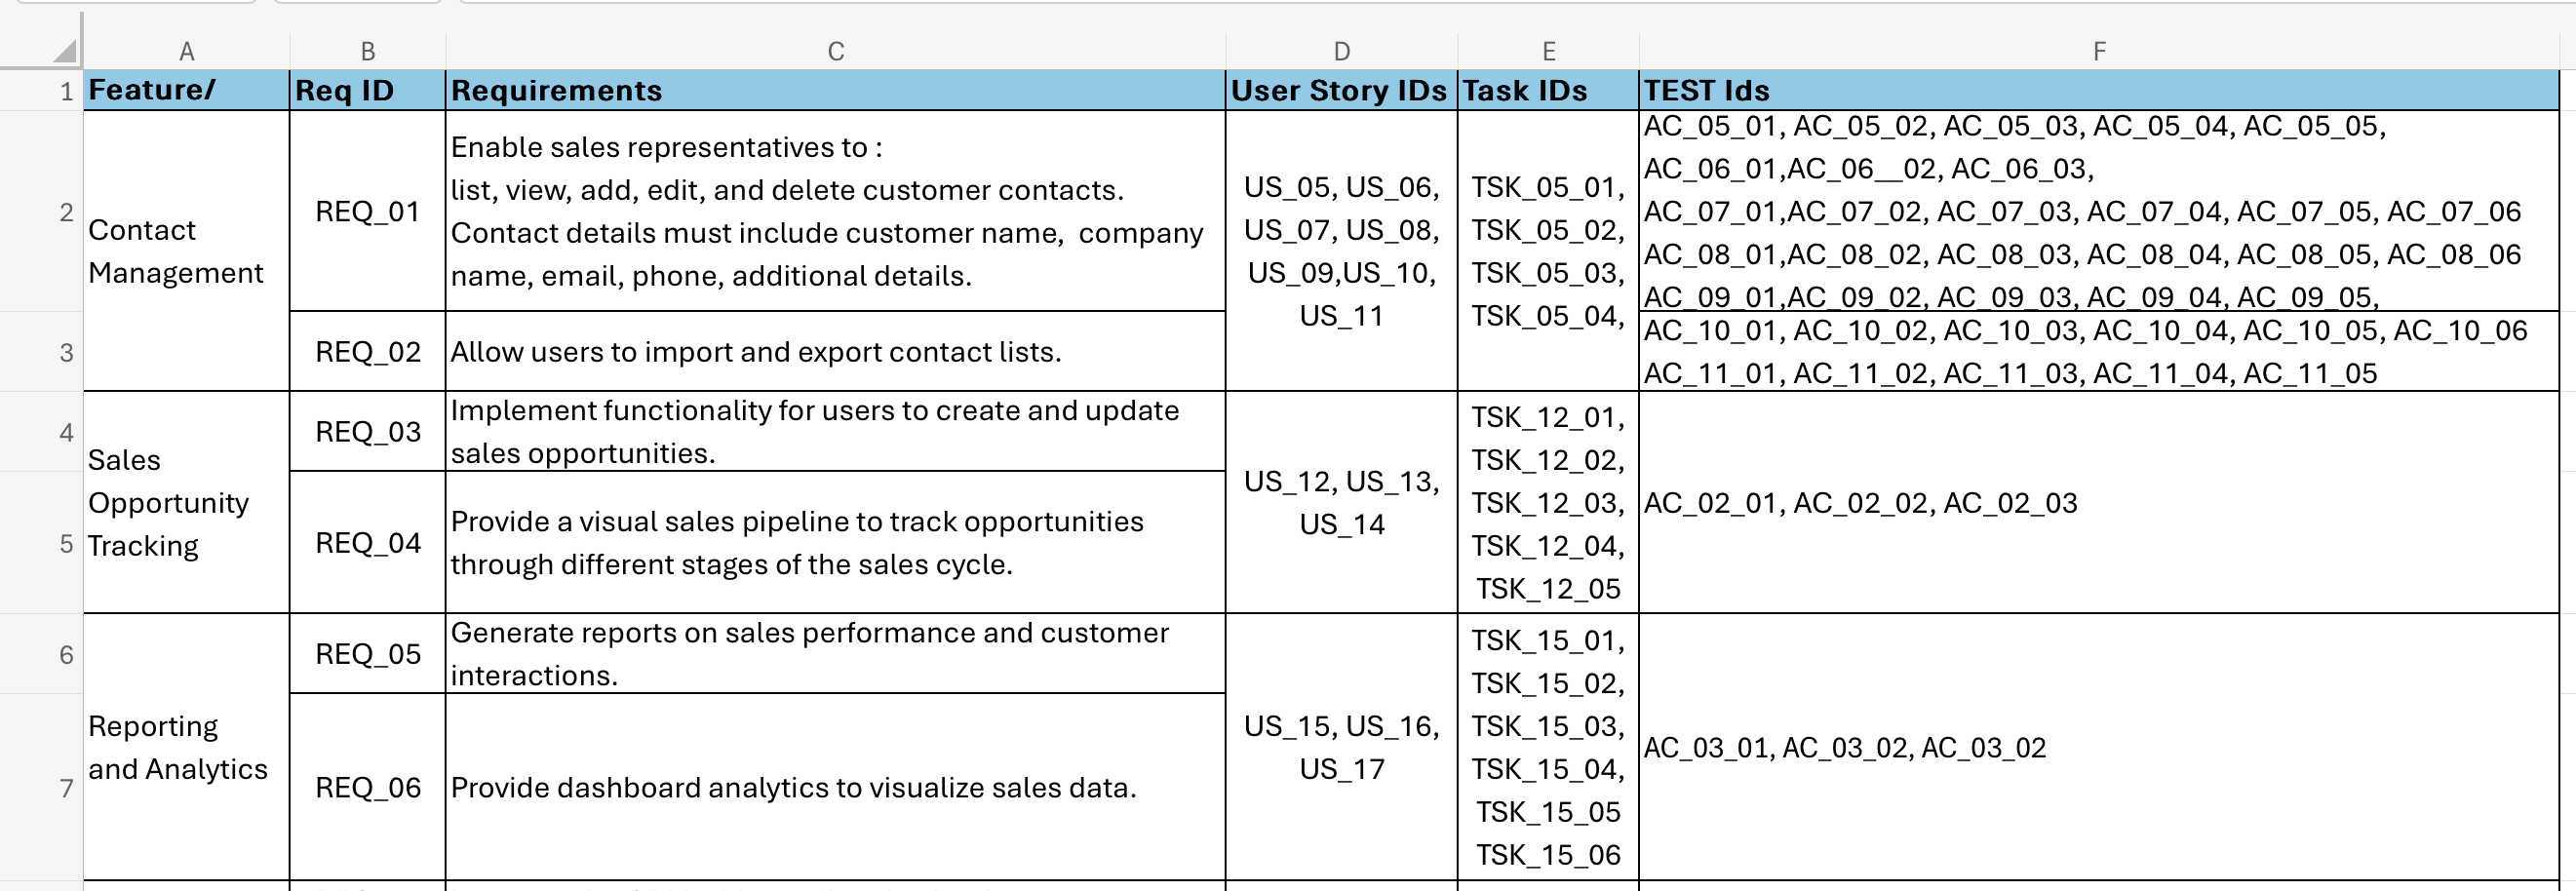 A B C D E F
1 Feature/ Req ID Requirements User Story IDs Task IDs TEST Ids
2
Contact
Management
REQ_01
Enable sales representatives to :
list, view, add, edit, and delete customer contacts.
Contact details must include customer name,  company
name, email, phone, additional details.
US_05, US_06,
US_07, US_08,
US_09,US_10,
US_11
TSK_05_01,
TSK_05_02,
TSK_05_03,
TSK_05_04,
AC_05_01, AC_05_02, AC_05_03, AC_05_04, AC_05_05,
AC_06_01,AC_06__02, AC_06_03,
AC_07_01,AC_07_02, AC_07_03, AC_07_04, AC_07_05, AC_07_06
AC_08_01,AC_08_02, AC_08_03, AC_08_04, AC_08_05, AC_08_06
AC_09_01,AC_09_02, AC_09_03, AC_09_04, AC_09_05,
3
REQ_02
Allow users to import and export contact lists.
AC_10_01, AC_10_02, AC_10_03, AC_10_04, AC_10_05, AC_10_06
AC_11_01, AC_11_02, AC_11_03, AC_11_04, AC_11_05
4
Sales
Opportunity
Tracking
REQ_03
Implement functionality for users to create and update
sales opportunities.
US_12, US_13,
US_14
TSK_12_01,
TSK_12_02,
TSK_12_03,
TSK_12_04,
TSK_12_05
AC_02_01, AC_02_02, AC_02_03
5
REQ_04
Provide a visual sales pipeline to track opportunities
through different stages of the sales cycle.
6
Reporting
and Analytics
REQ_05
Generate reports on sales performance and customer
interactions.
US_15, US_16,
US_17
TSK_15_01,
TSK_15_02,
TSK_15_03,
TSK_15_04,
TSK_15_05
TSK_15_06
AC_03_01, AC_03_02, AC_03_02
7
REQ_06
Provide dashboard analytics to visualize sales data.